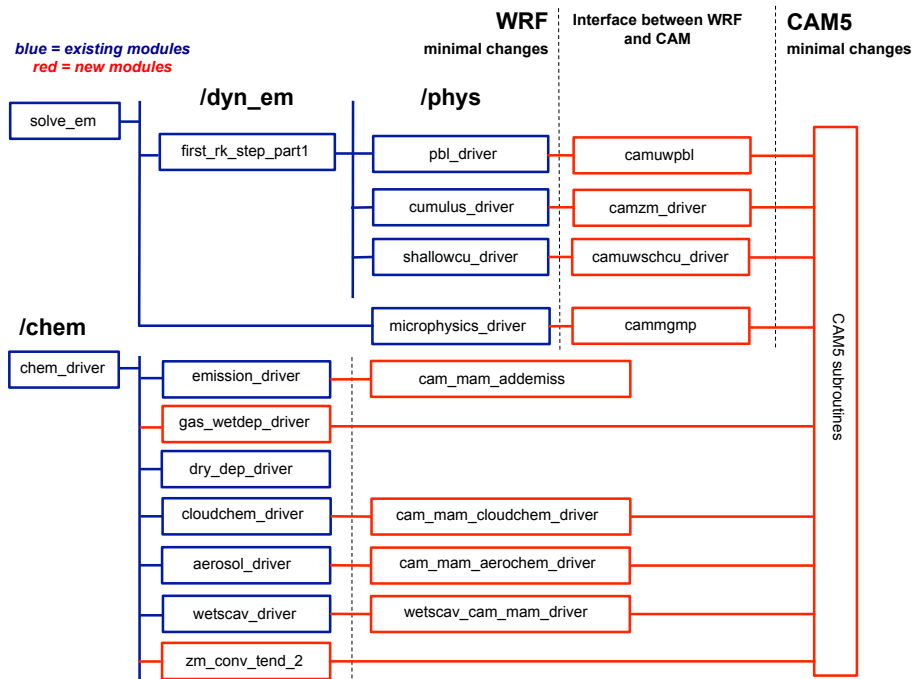 WRF
minimal changes
Interface between WRF
and CAM
CAM5
minimal changes
blue = existing modules
red = new modules
/dyn_em
/phys
solve_em
first_rk_step_part1
pbl_driver
camuwpbl
cumulus_driver
camzm_driver
shallowcu_driver
camuwschcu_driver
microphysics_driver
cammgmp
CAM5 subroutines
/chem
chem_driver
emission_driver
cam_mam_addemiss
gas_wetdep_driver
dry_dep_driver
cloudchem_driver
cam_mam_cloudchem_driver
aerosol_driver
cam_mam_aerochem_driver
wetscav_driver
wetscav_cam_mam_driver
zm_conv_tend_2